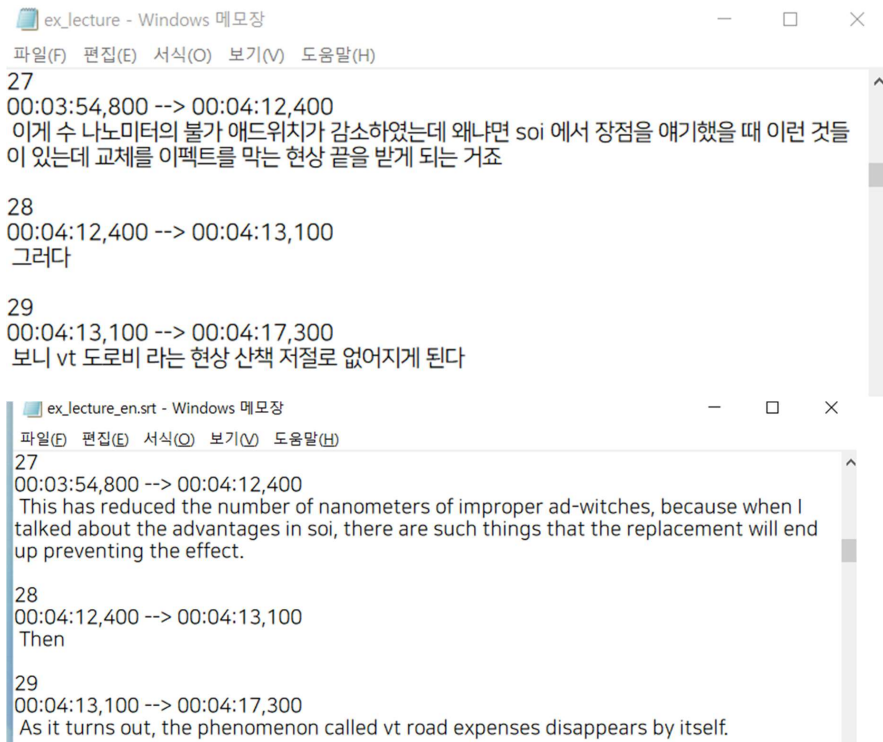 ex_lecture - Windows 메모장
파일(F) 편집(E) 서식(O) 보기(V) 도움말(H)
27
00:03:54,800 --> 00:04:12,400
이게 수 나노미터의 불가 애드위치가 감소하였는데 왜냐면 soi 에서 장점을 얘기했을 때 이런 것들
이 있는데 교체를 이펙트를 막는 현상 끝을 받게 되는 거죠
28
00:04:12,400 --> 00:04:13,100
그러다
29
00:04:13,100 --> 00:04:17,300
보니 vt 도로비 라는 현상 산책 저절로 없어지게 된다
ex_lecture_en.srt - Windows 메모장
파일(F) 편집(E) 서식(O) 보기(V) 도움말(H)
27
00:03:54,800 --> 00:04:12,400
This has reduced the number of nanometers of improper ad-witches, because when I
talked about the advantages in soi, there are such things that the replacement will end
up preventing the effect.
28
00:04:12,400 --> 00:04:13,100
Then
29
00:04:13,100 --> 00:04:17,300
As it turns out, the phenomenon called vt road expenses disappears by itself.